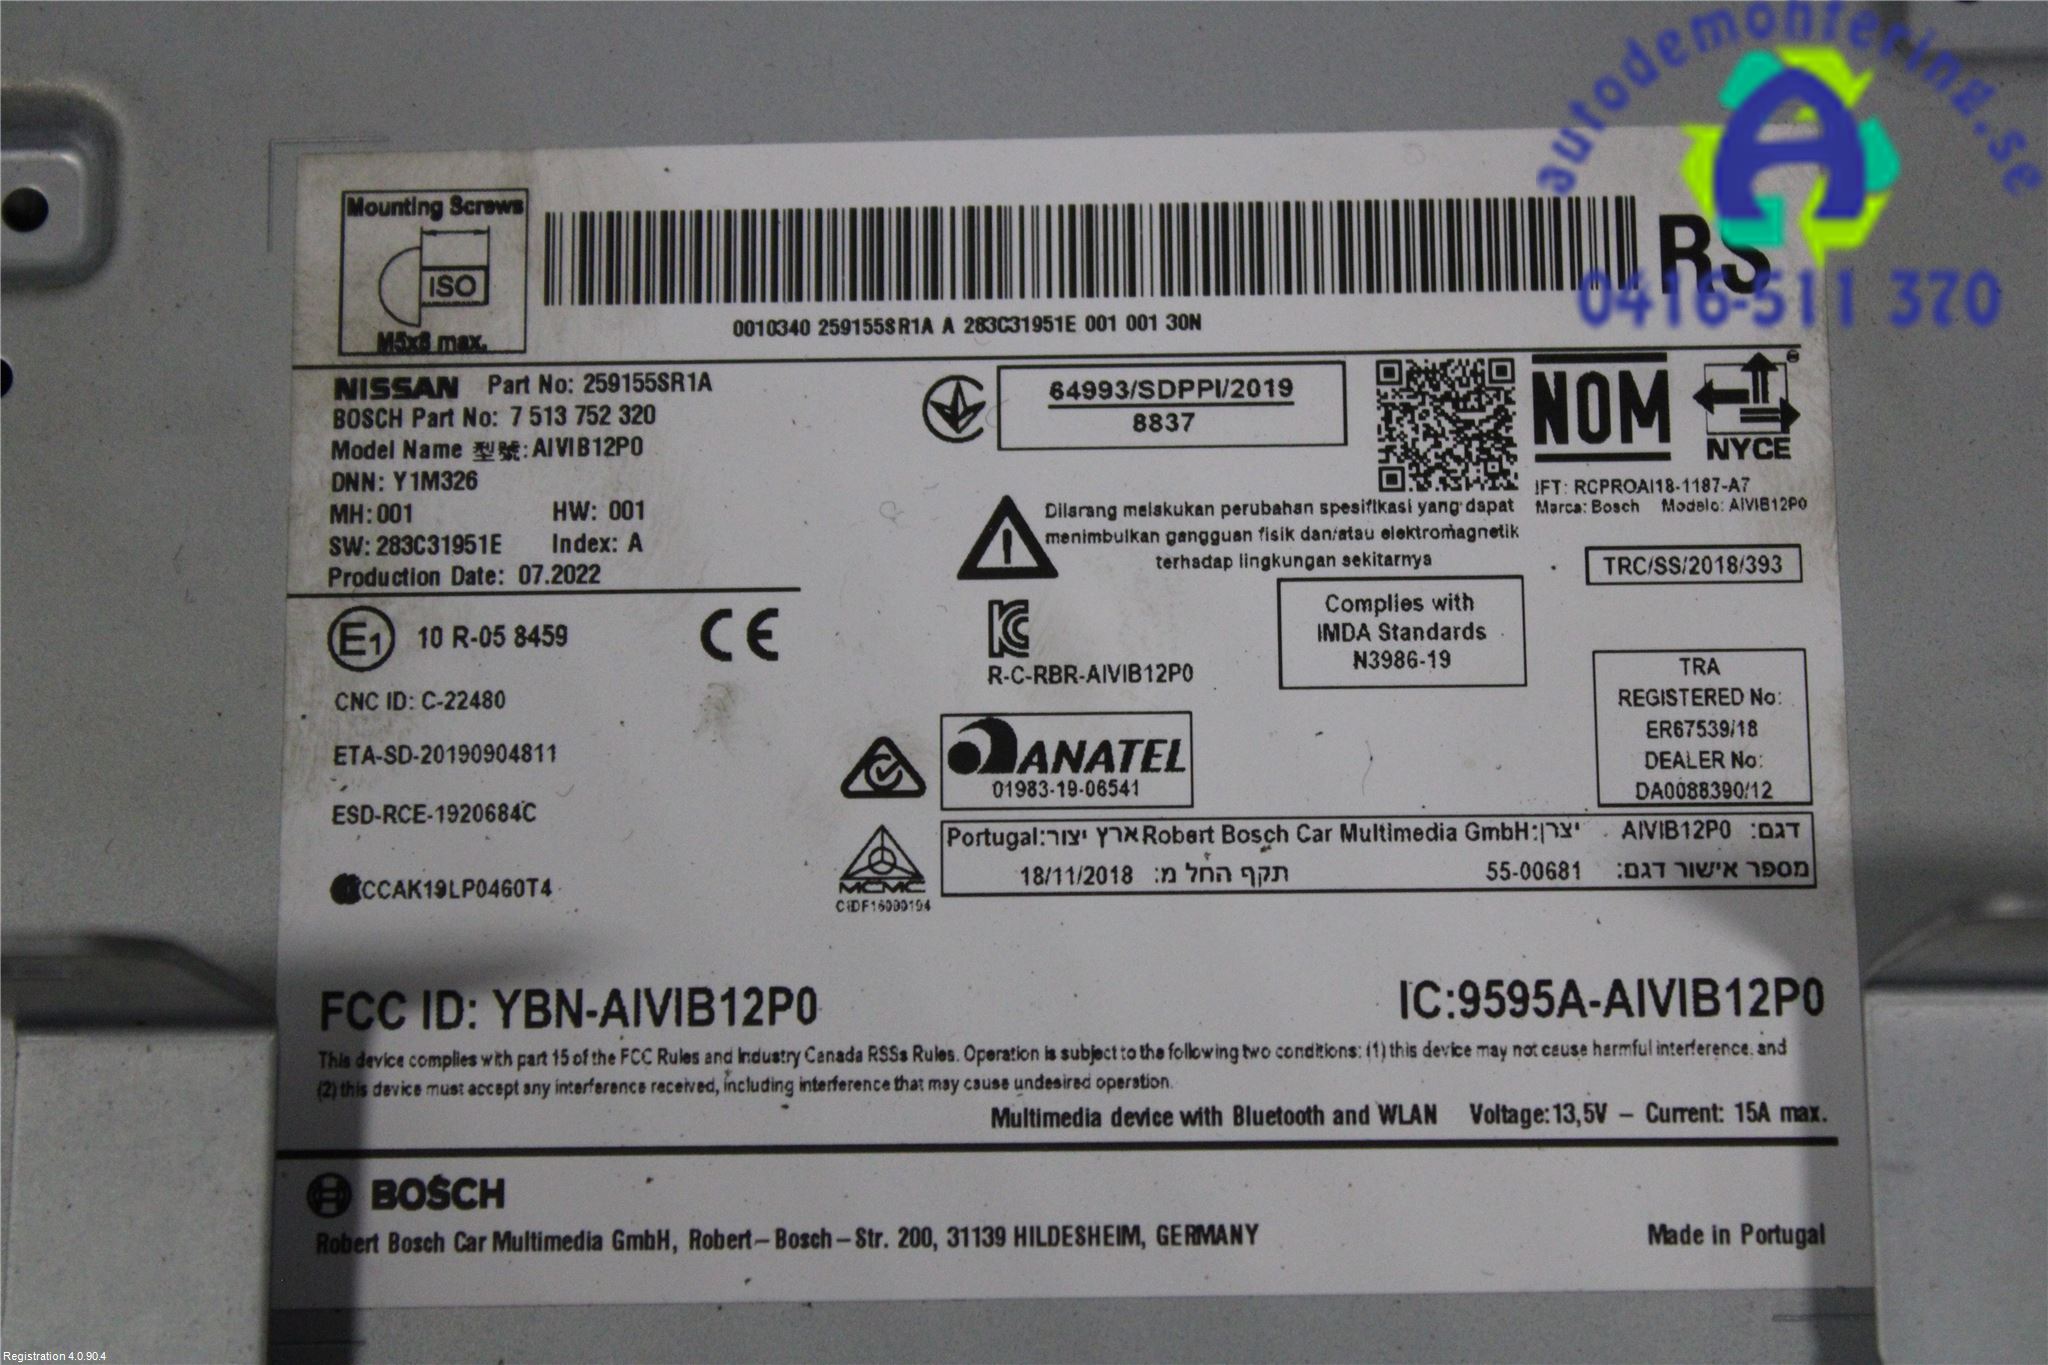 autodemontering.se
0416-511 370
Mounting Screws
ISO
M5x8 max.
RS
0010340 259155SR1A A 283C31951E 001 001 30N
NISSAN Part No: 259155SR1A
BOSCH Part No: 7 513 752 320
Model Name 型號: AIVIB12P0
DNN: Y1M326
MH: 001 HW: 001
SW: 283C31951E Index: A
Production Date: 07.2022
64993/SDPPI/2019
8837
NOM
NYCE
IFT: RCPROAI18-1187-A7
Marca: Bosch Modelo: AIVIB12P0
Dilarang melakukan perubahan spesifikasi yang dapat
menimbulkan gangguan fisik dan/atau elektromagnetik
terhadap lingkungan sekitarnya
TRC/SS/2018/393
E1 10 R-05 8459
CE
R-C-RBR-AIVIB12P0
Complies with
IMDA Standards
N3986-19
TRA
REGISTERED No:
ER67539/18
DEALER No:
DA0088390/12
CNC ID: C-22480
ETA-SD-20190904811
ESD-RCE-1920684C
CCAK19LP0460T4
ANATEL
01983-19-06541
MCMC
CIDF16000194
דגם: AIVIB12P0 יצרן: Robert Bosch Car Multimedia GmbH ארץ יצור: Portugal
מספר אישור דגם: 55-00681 תקף החל מ: 18/11/2018
FCC ID: YBN-AIVIB12P0
IC:9595A-AIVIB12P0
This device complies with part 15 of the FCC Rules and Industry Canada RSSs Rules. Operation is subject to the following two conditions: (1) this device may not cause harmful interference, and
(2) this device must accept any interference received, including interference that may cause undesired operation.
Multimedia device with Bluetooth and WLAN Voltage: 13,5V – Current: 15A max.
BOSCH
Robert Bosch Car Multimedia GmbH, Robert–Bosch–Str. 200, 31139 HILDESHEIM, GERMANY
Made in Portugal
Registration 4.0.90.4